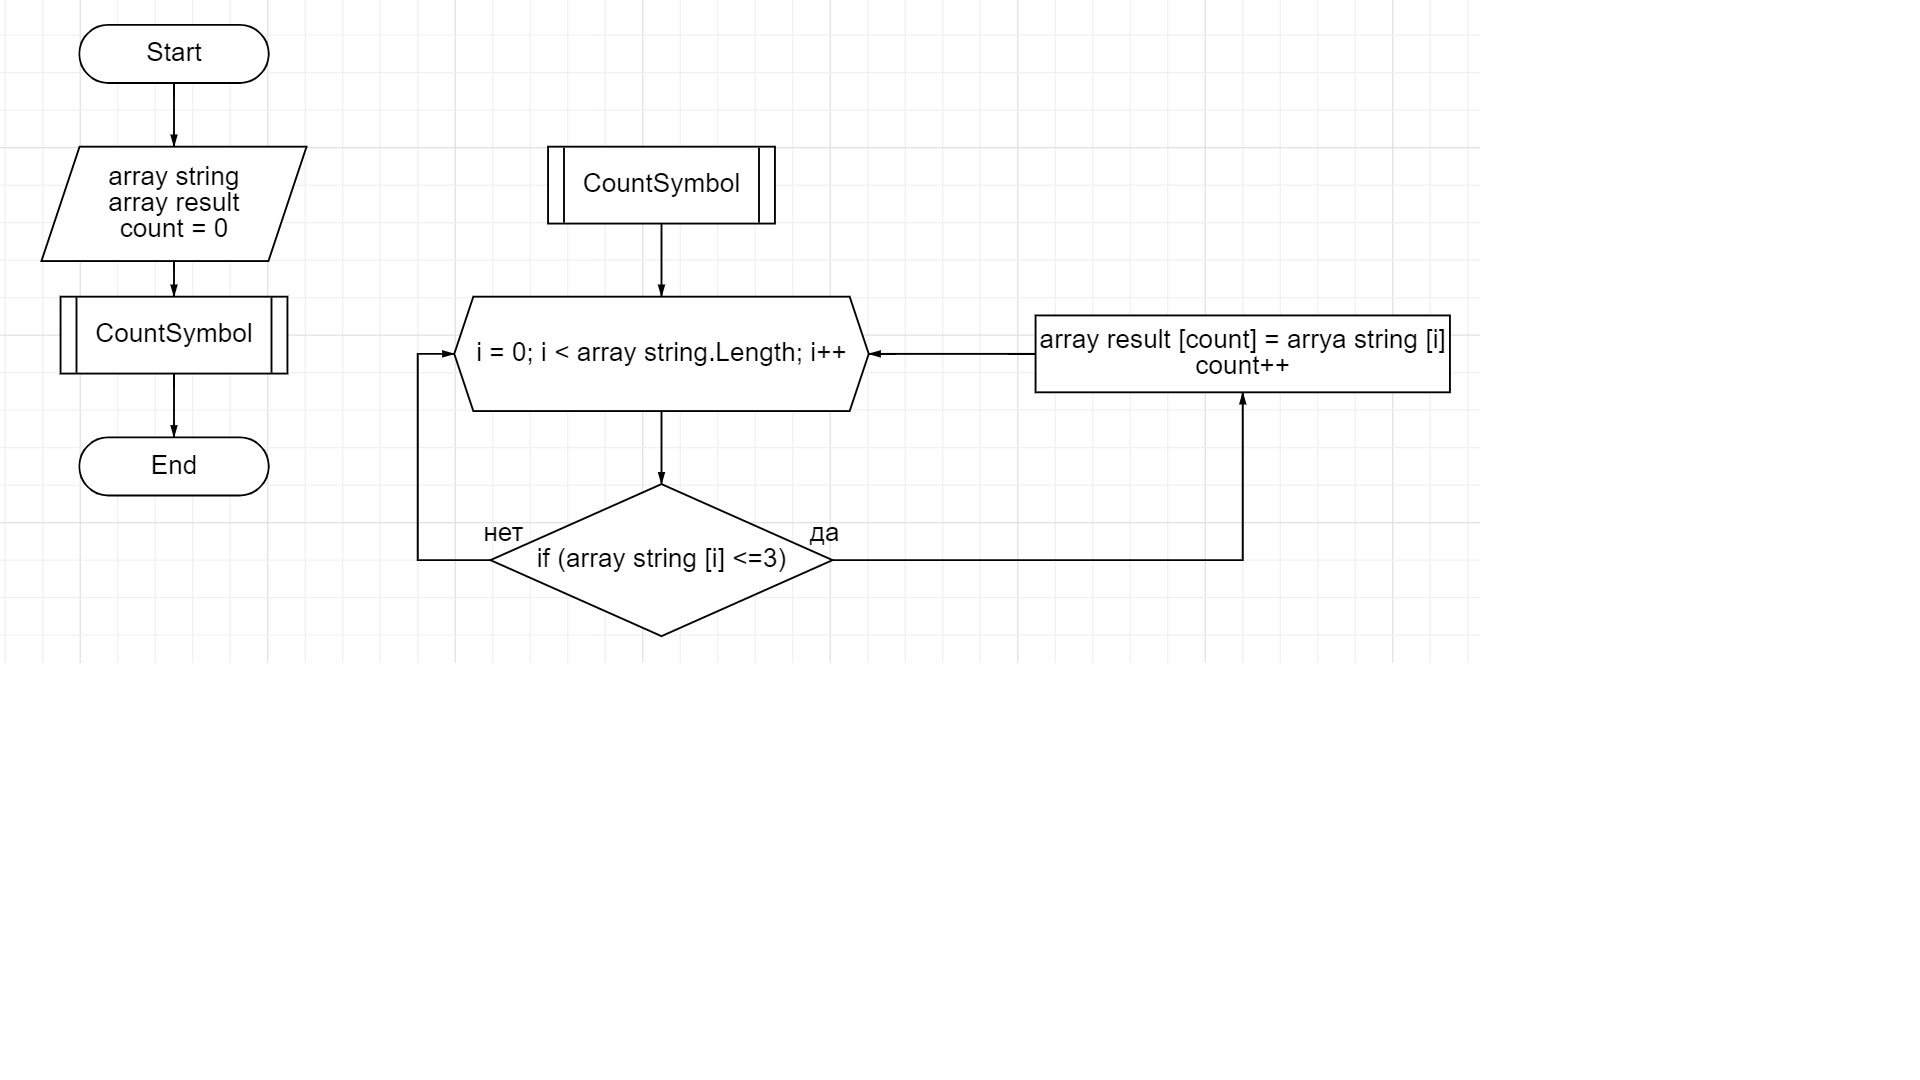 Start
array string
array result
count = 0
CountSymbol
End
CountSymbol
i = 0; i < array string.Length; i++
array result [count] = arrya string [i]
count++
нет
да
if (array string [i] <=3)